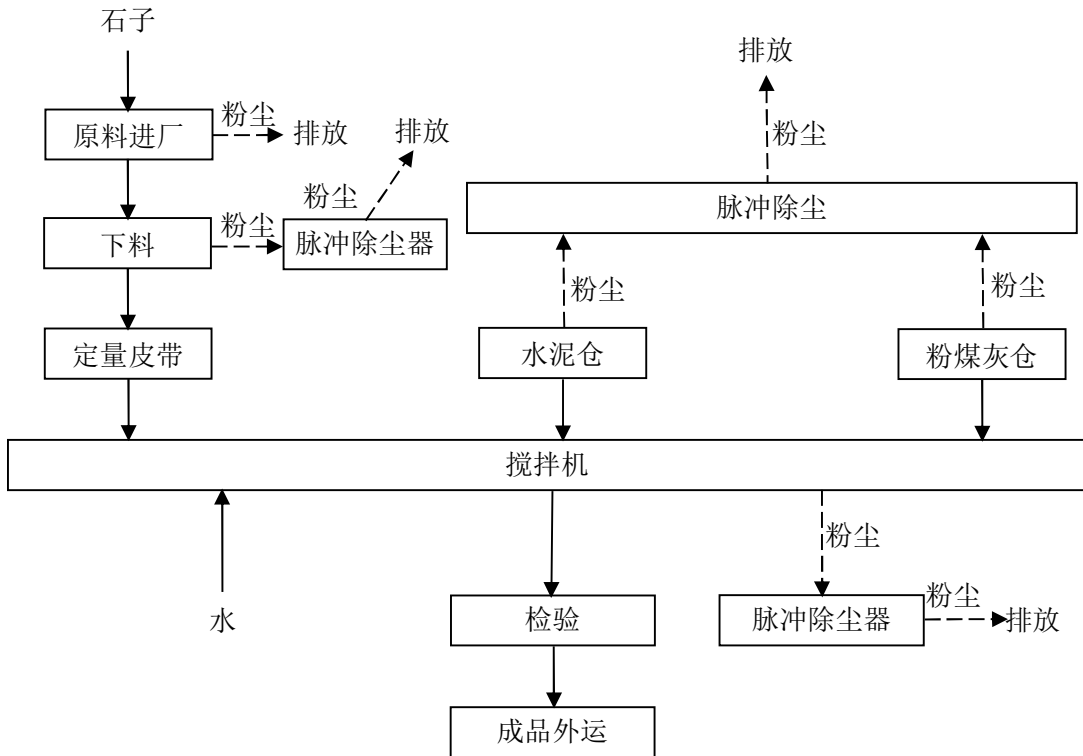 石子
排放
粉尘
原料进厂
排放
排放
粉尘
粉尘
脉冲除尘
粉尘
下料
脉冲除尘器
粉尘
粉尘
定量皮带
水泥仓
粉煤灰仓
搅拌机
粉尘
水
检验
脉冲除尘器
粉尘
排放
成品外运